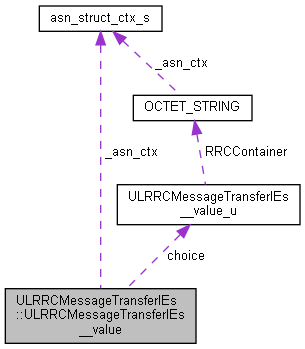 asn_struct_ctx_s
_asn_ctx
OCTET_STRING
_asn_ctx
RRCContainer
ULRRCMessageTransferIEs
__value_u
choice
ULRRCMessageTransferIEs
::ULRRCMessageTransferIEs
__value